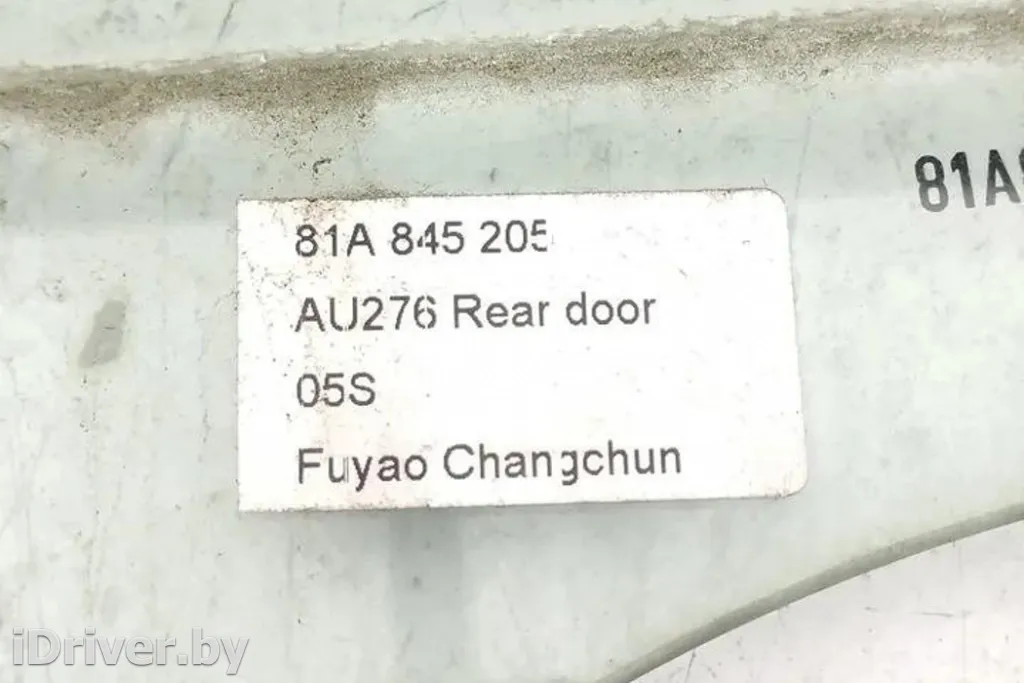 81A 845 205
AU276 Rear door
05S
Fuyao Changchun
81A
iDriver.by